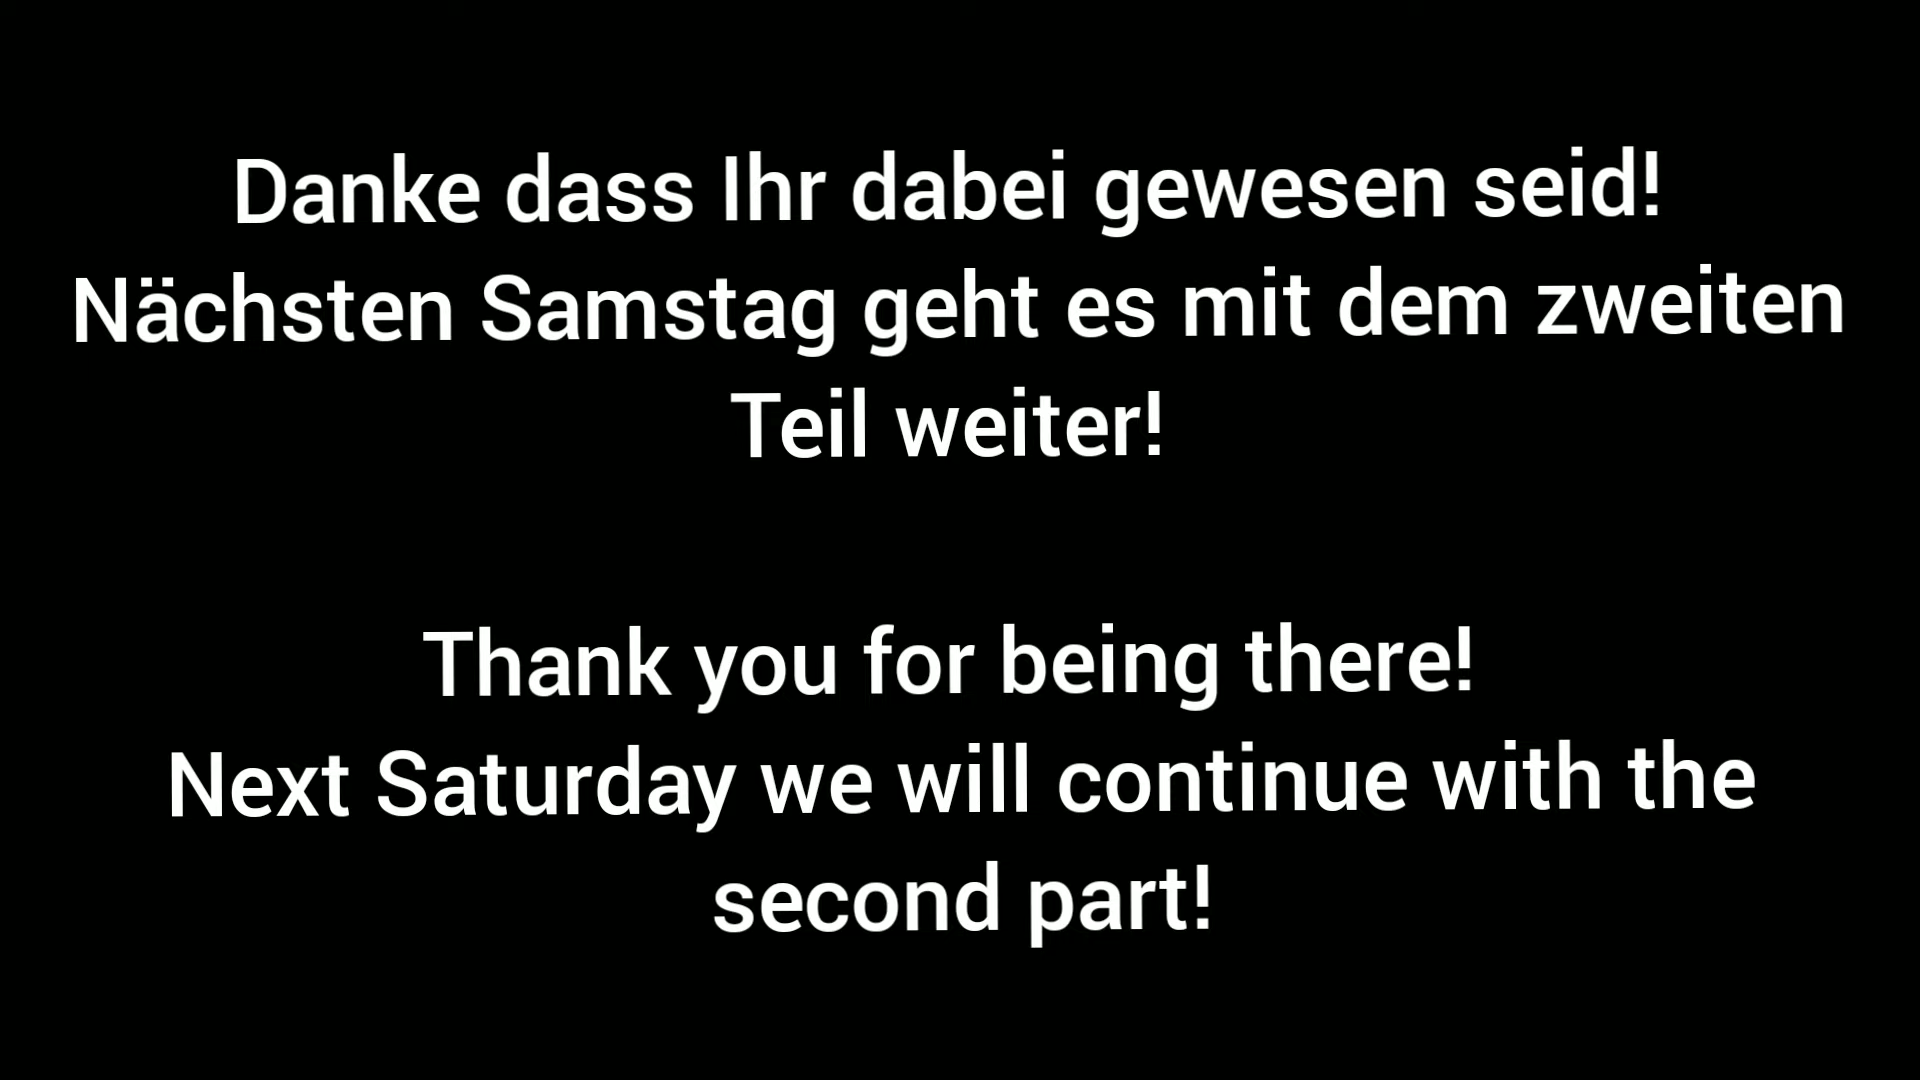 Danke dass Ihr dabei gewesen seid!
Nächsten Samstag geht es mit dem zweiten
Teil weiter!
Thank you for being there!
Next Saturday we will continue with the
second part!